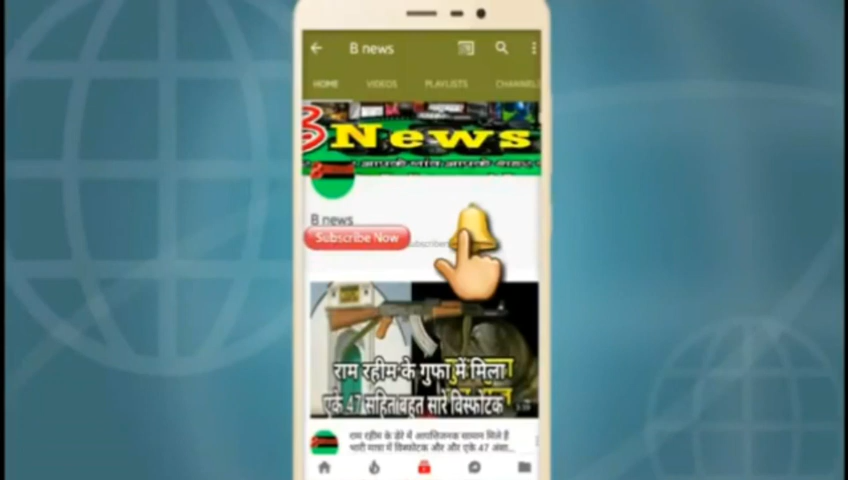 B news
HOME VIDEOS PLAYLISTS CHANNELS
B News
B news
Subscribe Now
राम रहीम के गुफा में मिला
एके 47 सहित बहुत सारे विस्फोटक
राम रहीम के डेरे में आपत्तिजनक सामान मिले है
भारी मात्रा में विस्फोटक और और एके 47 अंसा...